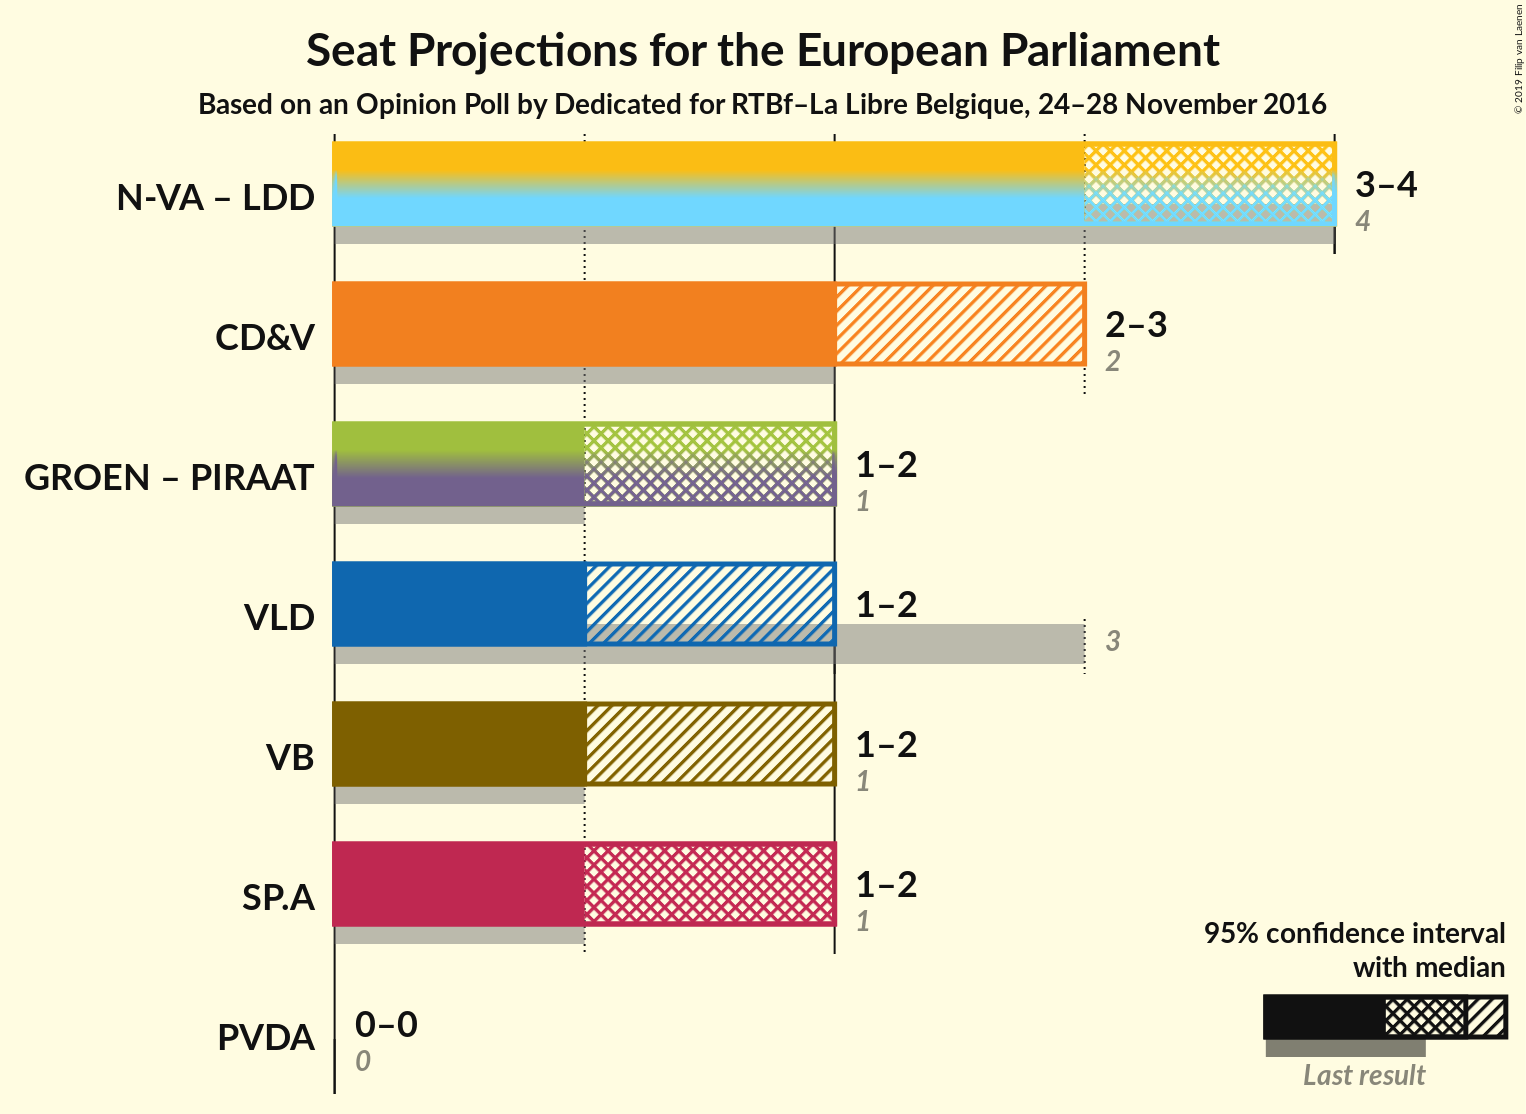 Seat Projections for the European Parliament
Based on an Opinion Poll by Dedicated for RTBf–La Libre Belgique, 24–28 November 2016
© 2019 Filip van Laenen
N-VA – LDD
3–4
4
CD&V
2–3
2
GROEN – PIRAAT
1–2
1
VLD
1–2
3
VB
1–2
1
SP.A
1–2
1
PVDA
0–0
0
95% confidence interval
with median
Last result